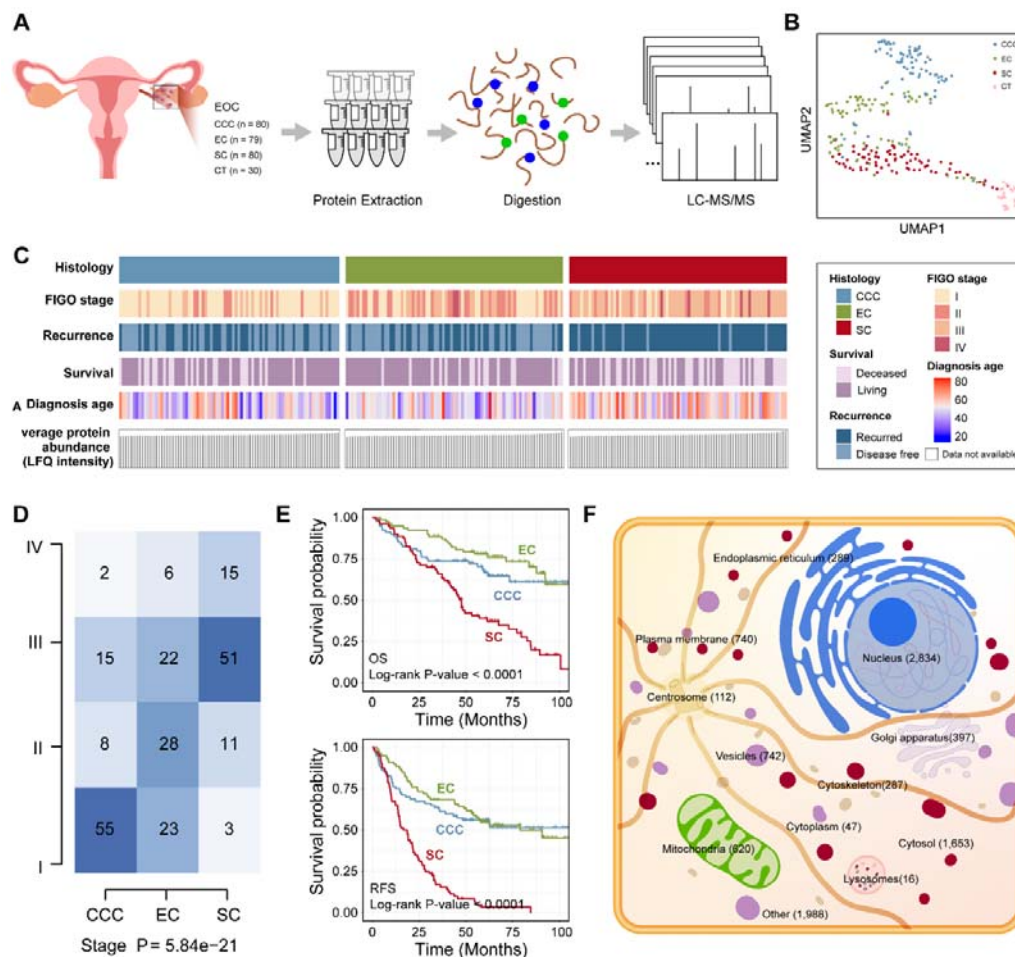 A
EOC
CCC (n = 80)
EC (n = 79)
SC (n = 80)
CT (n = 30)
Protein Extraction
Digestion
...
LC-MS/MS
B
UMAP2
UMAP1
CCC
EC
SC
CT
C
Histology
FIGO stage
Recurrence
Survival
A Diagnosis age
verage protein
abundance
(LFQ intensity)
Histology
CCC
EC
SC
Survival
Deceased
Living
Recurrence
Recurred
Disease free
FIGO stage
I
II
III
IV
Diagnosis age
80
60
40
20
Data not available
D
IV
III
II
I
2 6 15
15 22 51
8 28 11
55 23 3
CCC EC SC
Stage P = 5.84e−21
E
Survival probability
1.00
0.75
0.50
0.25
0.00
EC
CCC
SC
OS
Log-rank P-value < 0.0001
0 25 50 75 100
Time (Months)
Survival probability
1.00
0.75
0.50
0.25
0.00
EC
CCC
SC
RFS
Log-rank P-value < 0.0001
0 25 50 75 100
Time (Months)
F
Endoplasmic reticulum (289)
Plasma membrane (740)
Nucleus (2,834)
Centrosome (112)
Golgi apparatus(397)
Vesicles (742)
Cytoskeleton(287)
Cytoplasm (47)
Mitochondria (620)
Cytosol (1,653)
Lysosomes(16)
Other (1,988)